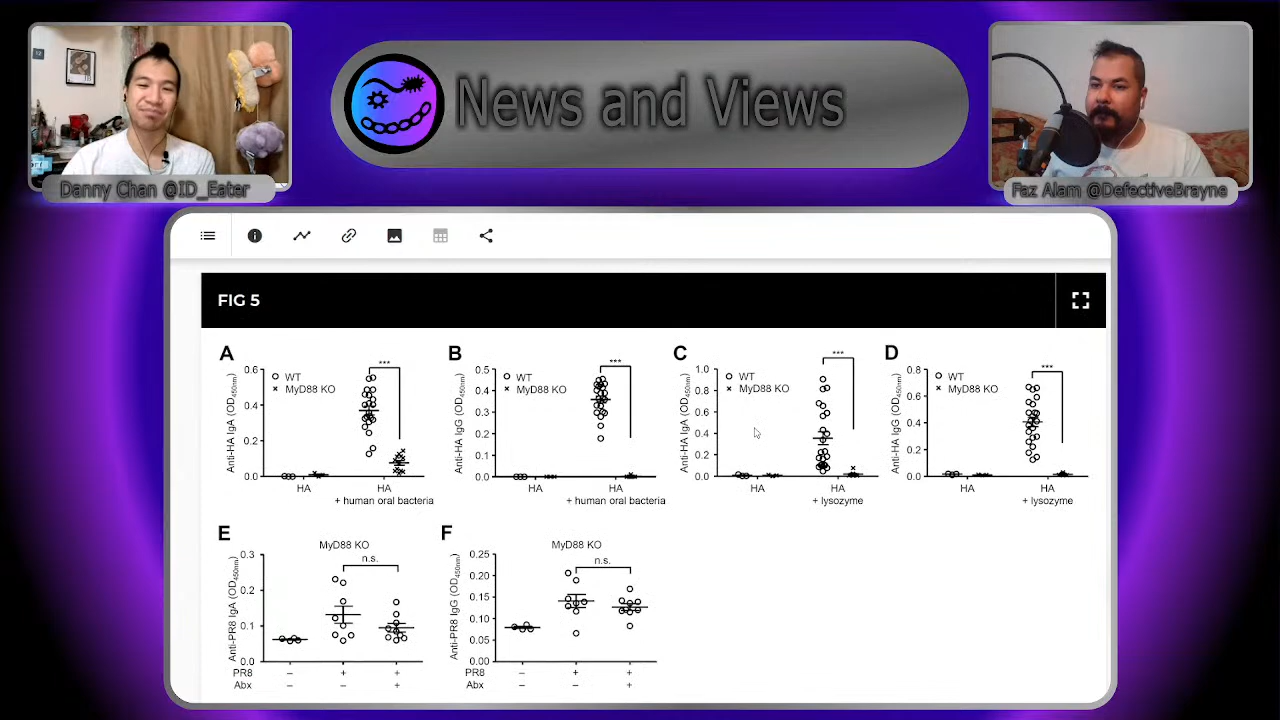 News and Views
Danny Chan @ID_Eater
Faz Alam @DefectiveBrayne
FIG 5
A
Anti-HA IgA (OD450nm)
0.6
0.4
0.2
0.0
WT
MyD88 KO
***
HA
HA
+ human oral bacteria
B
Anti-HA IgG (OD450nm)
0.5
0.4
0.3
0.2
0.1
0.0
WT
MyD88 KO
***
HA
HA
+ human oral bacteria
C
Anti-HA IgA (OD450nm)
1.0
0.8
0.6
0.4
0.2
0.0
WT
MyD88 KO
***
HA
HA
+ lysozyme
D
Anti-HA IgG (OD450nm)
0.8
0.6
0.4
0.2
0.0
WT
MyD88 KO
***
HA
HA
+ lysozyme
E
MyD88 KO
Anti-PR8 IgA (OD450nm)
0.3
0.2
0.1
0.0
n.s.
PR8 – + +
Abx – – +
F
MyD88 KO
Anti-PR8 IgG (OD450nm)
0.25
0.20
0.15
0.10
0.05
0.00
n.s.
PR8 – + +
Abx – – +